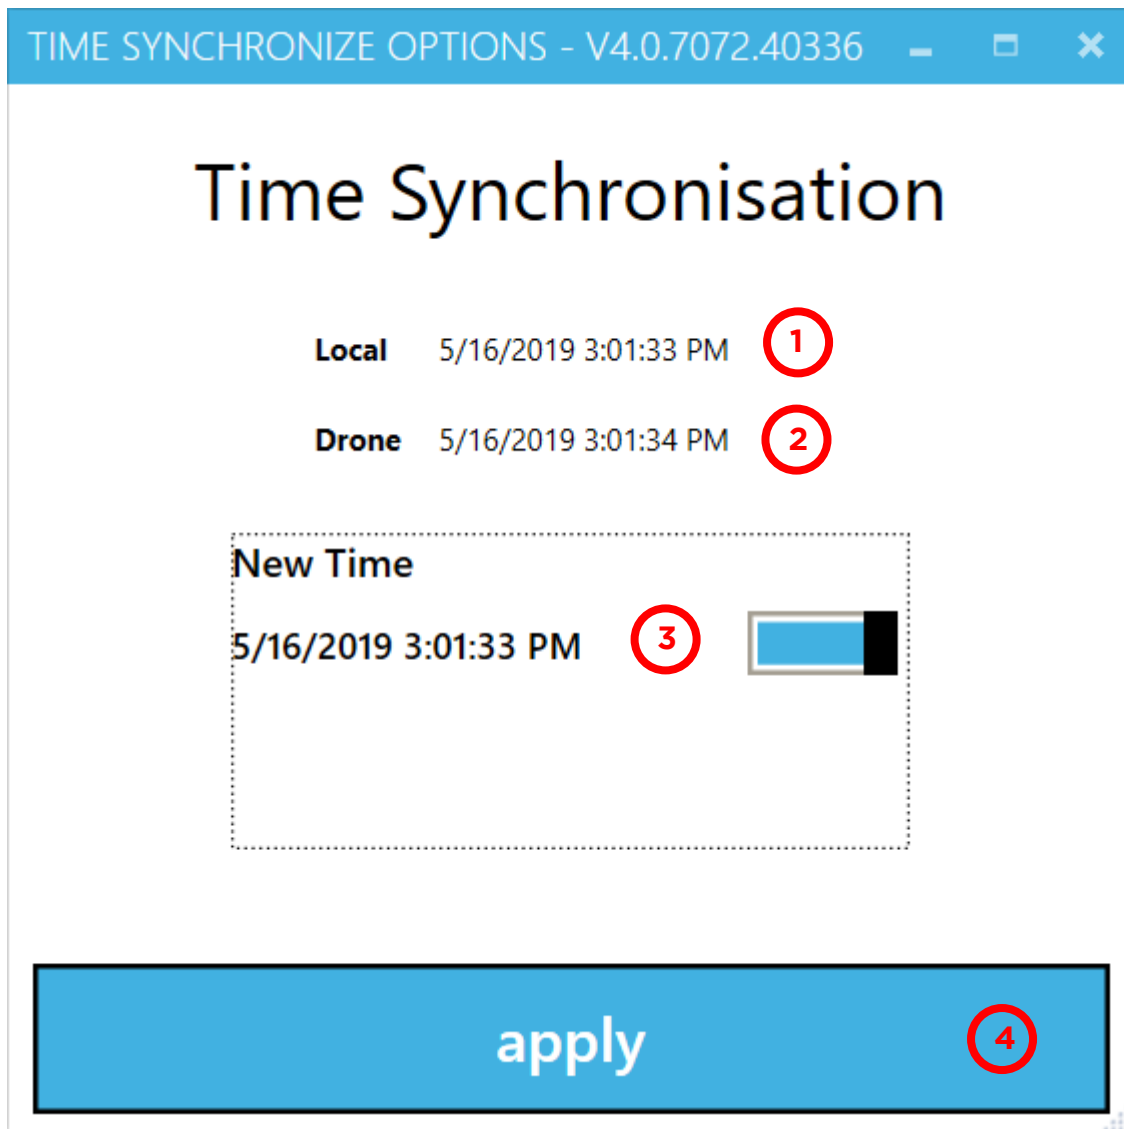 TIME SYNCHRONIZE OPTIONS - V4.0.7072.40336
Time Synchronisation
Local 5/16/2019 3:01:33 PM 1
Drone 5/16/2019 3:01:34 PM 2
New Time
5/16/2019 3:01:33 PM 3
apply 4